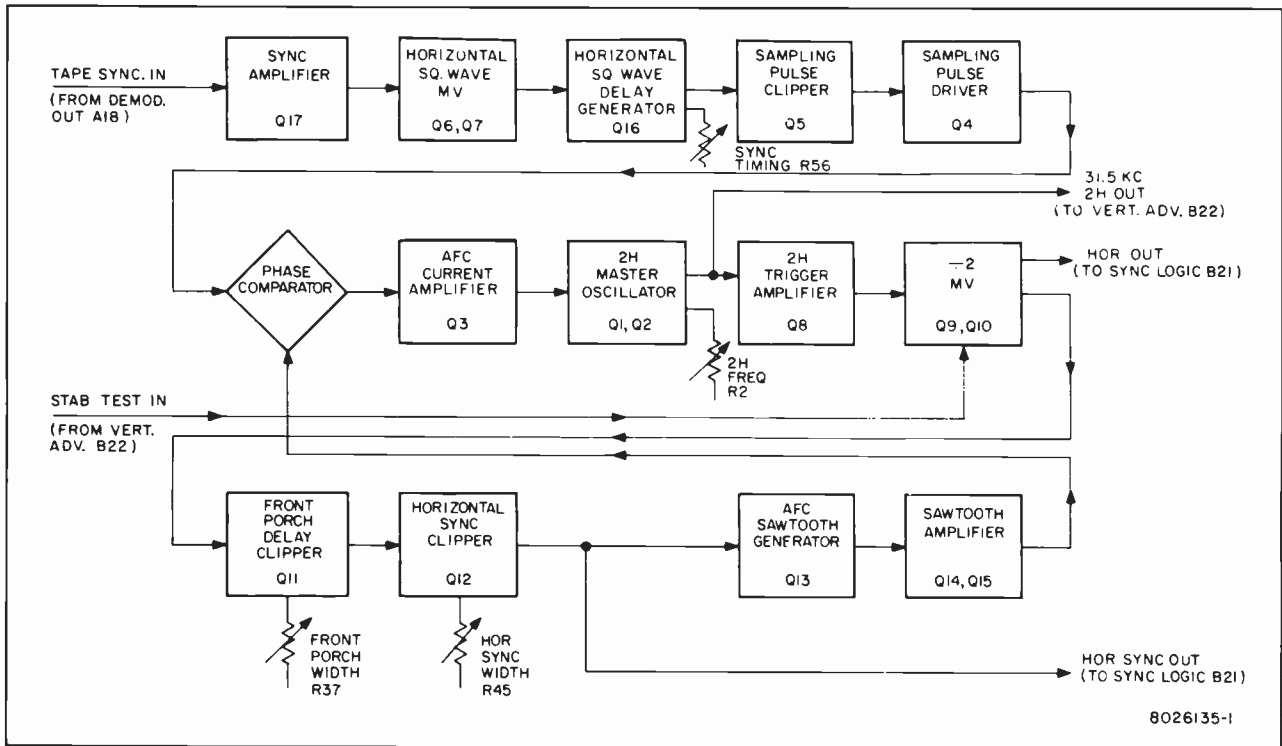 TAPE SYNC. IN
(FROM DEMOD.
OUT A18)
SYNC
AMPLIFIER
Q17
HORIZONTAL
SQ. WAVE
MV
Q6, Q7
HORIZONTAL
SQ WAVE
DELAY
GENERATOR
Q16
SYNC
TIMING R56
SAMPLING
PULSE
CLIPPER
Q5
SAMPLING
PULSE
DRIVER
Q4
31.5 KC
2H OUT
(TO VERT. ADV. B22)
PHASE
COMPARATOR
AFC
CURRENT
AMPLIFIER
Q3
2H
MASTER
OSCILLATOR
Q1, Q2
2H
FREQ
R2
2H
TRIGGER
AMPLIFIER
Q8
÷2
MV
Q9, Q10
HOR OUT
(TO SYNC LOGIC B21)
STAB TEST IN
(FROM VERT.
ADV. B22)
FRONT
PORCH
DELAY
CLIPPER
Q11
FRONT
PORCH
WIDTH
R37
HORIZONTAL
SYNC
CLIPPER
Q12
HOR
SYNC
WIDTH
R45
AFC
SAWTOOTH
GENERATOR
Q13
SAWTOOTH
AMPLIFIER
Q14, Q15
HOR SYNC OUT
(TO SYNC LOGIC B21)
8026135-1